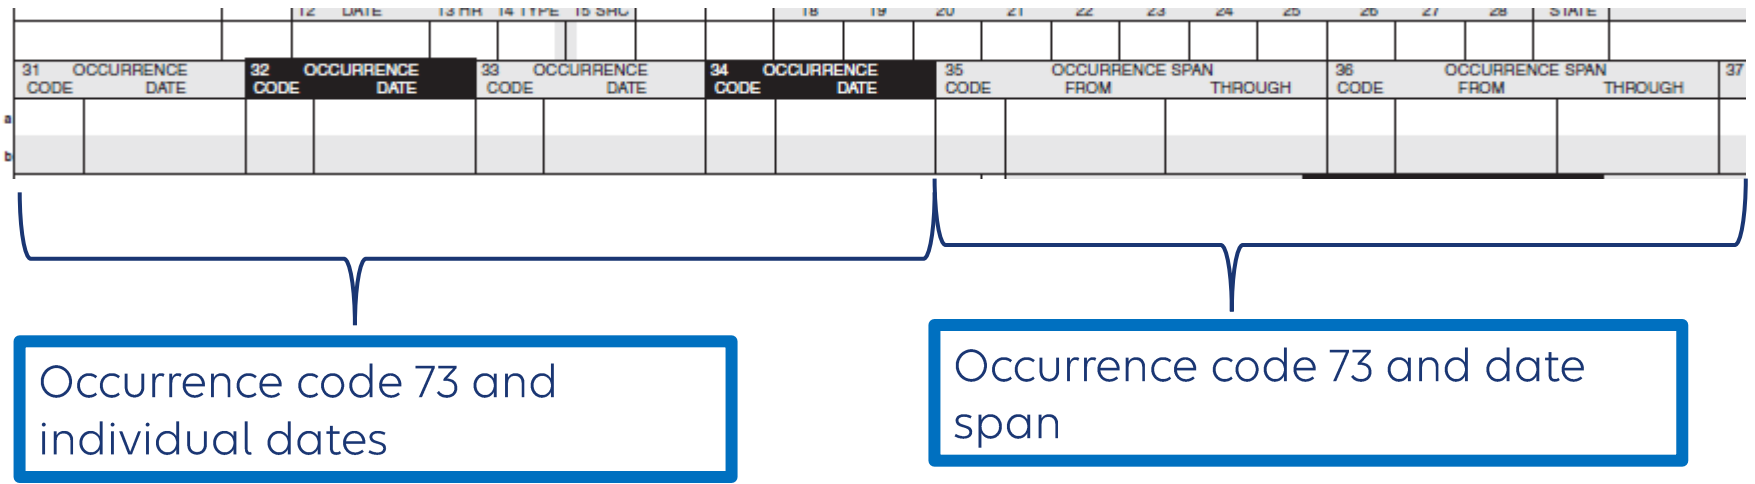 12 DATE 13 HR 14 TYPE 15 SRC 18 19 20 21 22 23 24 25 26 27 28 STATE
31 OCCURRENCE 32 OCCURRENCE 33 OCCURRENCE 34 OCCURRENCE 35 OCCURRENCE SPAN 36 OCCURRENCE SPAN 37
CODE DATE CODE DATE CODE DATE CODE DATE CODE FROM THROUGH CODE FROM THROUGH
a
b
Occurrence code 73 and
individual dates
Occurrence code 73 and date
span